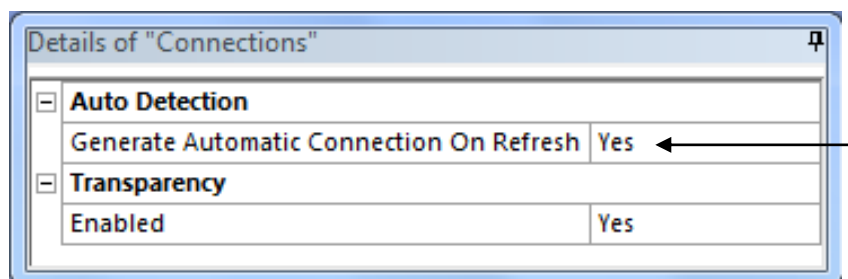 Details of "Connections"
Auto Detection
Generate Automatic Connection On Refresh Yes
Transparency
Enabled Yes